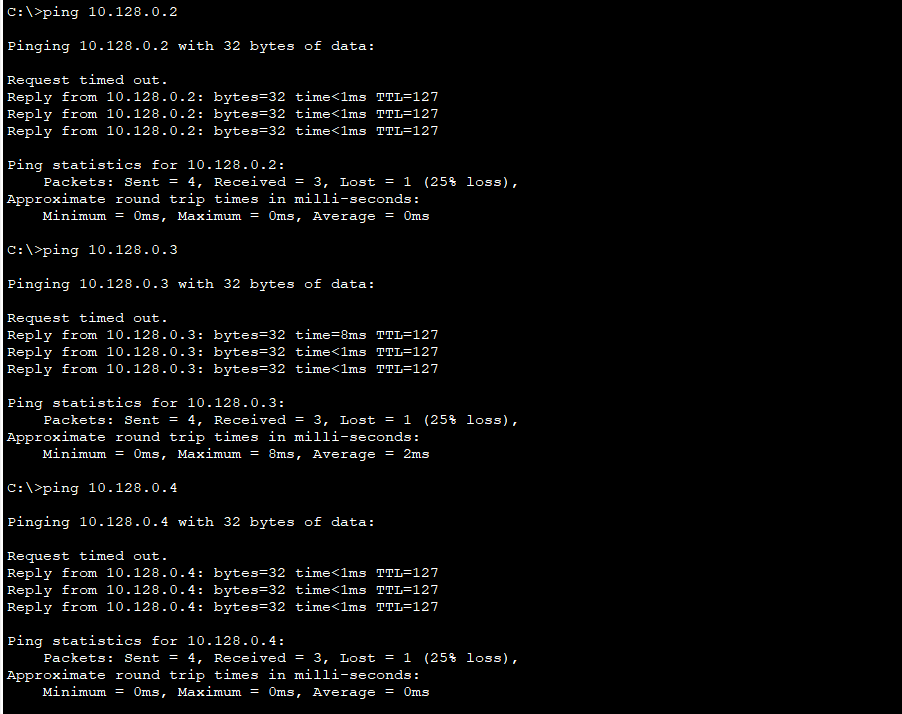 C:\>ping 10.128.0.2
Pinging 10.128.0.2 with 32 bytes of data:
Request timed out.
Reply from 10.128.0.2: bytes=32 time<1ms TTL=127
Reply from 10.128.0.2: bytes=32 time<1ms TTL=127
Reply from 10.128.0.2: bytes=32 time<1ms TTL=127
Ping statistics for 10.128.0.2:
    Packets: Sent = 4, Received = 3, Lost = 1 (25% loss),
Approximate round trip times in milli-seconds:
    Minimum = 0ms, Maximum = 0ms, Average = 0ms
C:\>ping 10.128.0.3
Pinging 10.128.0.3 with 32 bytes of data:
Request timed out.
Reply from 10.128.0.3: bytes=32 time=8ms TTL=127
Reply from 10.128.0.3: bytes=32 time<1ms TTL=127
Reply from 10.128.0.3: bytes=32 time<1ms TTL=127
Ping statistics for 10.128.0.3:
    Packets: Sent = 4, Received = 3, Lost = 1 (25% loss),
Approximate round trip times in milli-seconds:
    Minimum = 0ms, Maximum = 8ms, Average = 2ms
C:\>ping 10.128.0.4
Pinging 10.128.0.4 with 32 bytes of data:
Request timed out.
Reply from 10.128.0.4: bytes=32 time<1ms TTL=127
Reply from 10.128.0.4: bytes=32 time<1ms TTL=127
Reply from 10.128.0.4: bytes=32 time<1ms TTL=127
Ping statistics for 10.128.0.4:
    Packets: Sent = 4, Received = 3, Lost = 1 (25% loss),
Approximate round trip times in milli-seconds:
    Minimum = 0ms, Maximum = 0ms, Average = 0ms